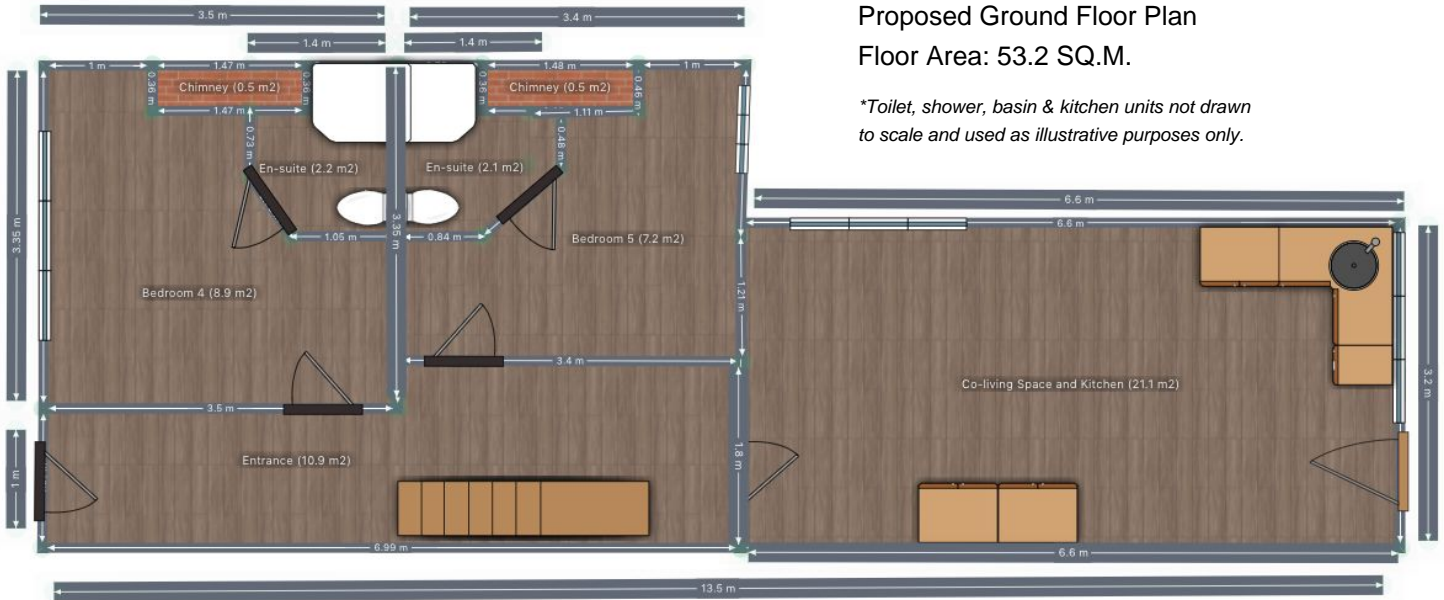 Proposed Ground Floor Plan
Floor Area: 53.2 SQ.M.
*Toilet, shower, basin & kitchen units not drawn
to scale and used as illustrative purposes only.
3.5 m
3.4 m
1.4 m
1.4 m
1 m
1.47 m
1.48 m
1 m
0.36 m
Chimney (0.5 m2)
0.36 m
0.36 m
Chimney (0.5 m2)
0.46 m
1.47 m
1.11 m
0.73 m
0.48 m
En-suite (2.2 m2)
En-suite (2.1 m2)
3.35 m
3.35 m
1.05 m
0.84 m
Bedroom 5 (7.2 m2)
6.6 m
6.6 m
Bedroom 4 (8.9 m2)
1.21 m
3.4 m
3.5 m
Co-living Space and Kitchen (21.1 m2)
3.2 m
Entrance (10.9 m2)
1.8 m
1 m
6.99 m
6.6 m
13.5 m